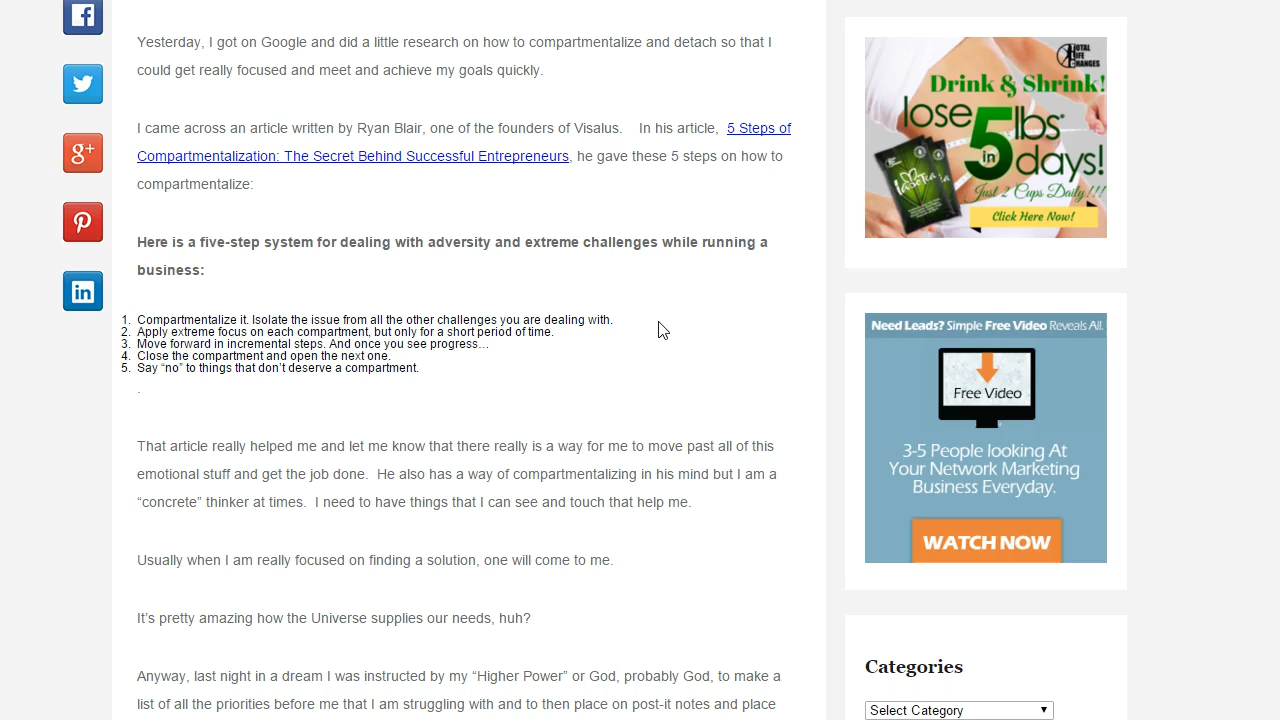 Yesterday, I got on Google and did a little research on how to compartmentalize and detach so that I
could get really focused and meet and achieve my goals quickly.
I came across an article written by Ryan Blair, one of the founders of Visalus. In his article, 5 Steps of
Compartmentalization: The Secret Behind Successful Entrepreneurs, he gave these 5 steps on how to
compartmentalize:
Here is a five-step system for dealing with adversity and extreme challenges while running a
business:
1. Compartmentalize it. Isolate the issue from all the other challenges you are dealing with.
2. Apply extreme focus on each compartment, but only for a short period of time.
3. Move forward in incremental steps. And once you see progress…
4. Close the compartment and open the next one.
5. Say “no” to things that don’t deserve a compartment.
.
That article really helped me and let me know that there really is a way for me to move past all of this
emotional stuff and get the job done. He also has a way of compartmentalizing in his mind but I am a
“concrete” thinker at times. I need to have things that I can see and touch that help me.
Usually when I am really focused on finding a solution, one will come to me.
It’s pretty amazing how the Universe supplies our needs, huh?
Anyway, last night in a dream I was instructed by my “Higher Power” or God, probably God, to make a
list of all the priorities before me that I am struggling with and to then place on post-it notes and place
g+
in
Total
Life
Changes
Drink & Shrink!
lose 5 lbs
in
days!
Just 2 Cups Daily!!!
Click Here Now!
Need Leads? Simple Free Video Reveals All.
Free Video
3-5 People looking At
Your Network Marketing
Business Everyday.
WATCH NOW
Categories
Select Category